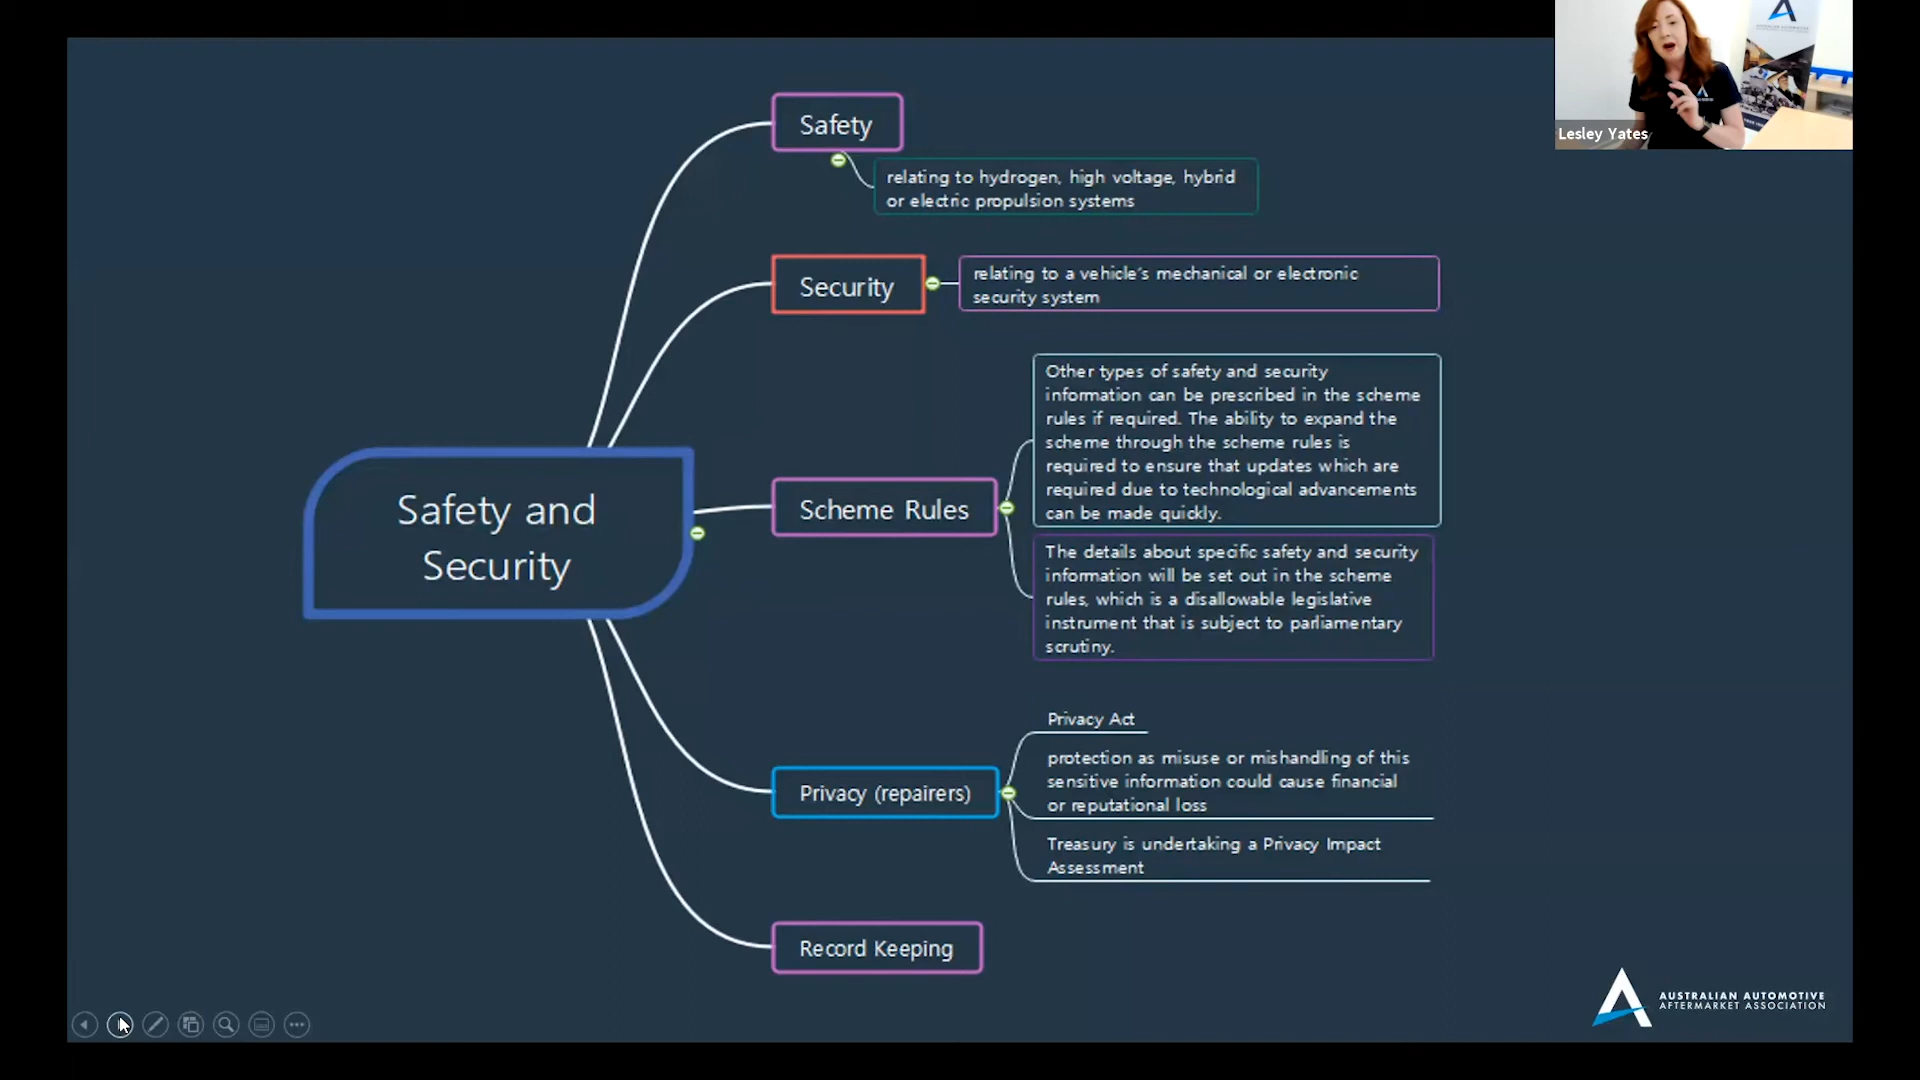 Safety
relating to hydrogen, high voltage, hybrid
or electric propulsion systems
Security
relating to a vehicle's mechanical or electronic
security system
Safety and
Security
Scheme Rules
Other types of safety and security
information can be prescribed in the scheme
rules if required. The ability to expand the
scheme through the scheme rules is
required to ensure that updates which are
required due to technological advancements
can be made quickly.
The details about specific safety and security
information will be set out in the scheme
rules, which is a disallowable legislative
instrument that is subject to parliamentary
scrutiny.
Privacy (repairers)
Privacy Act
protection as misuse or mishandling of this
sensitive information could cause financial
or reputational loss
Treasury is undertaking a Privacy Impact
Assessment
Record Keeping
Lesley Yates
AUSTRALIAN AUTOMOTIVE
AFTERMARKET ASSOCIATION